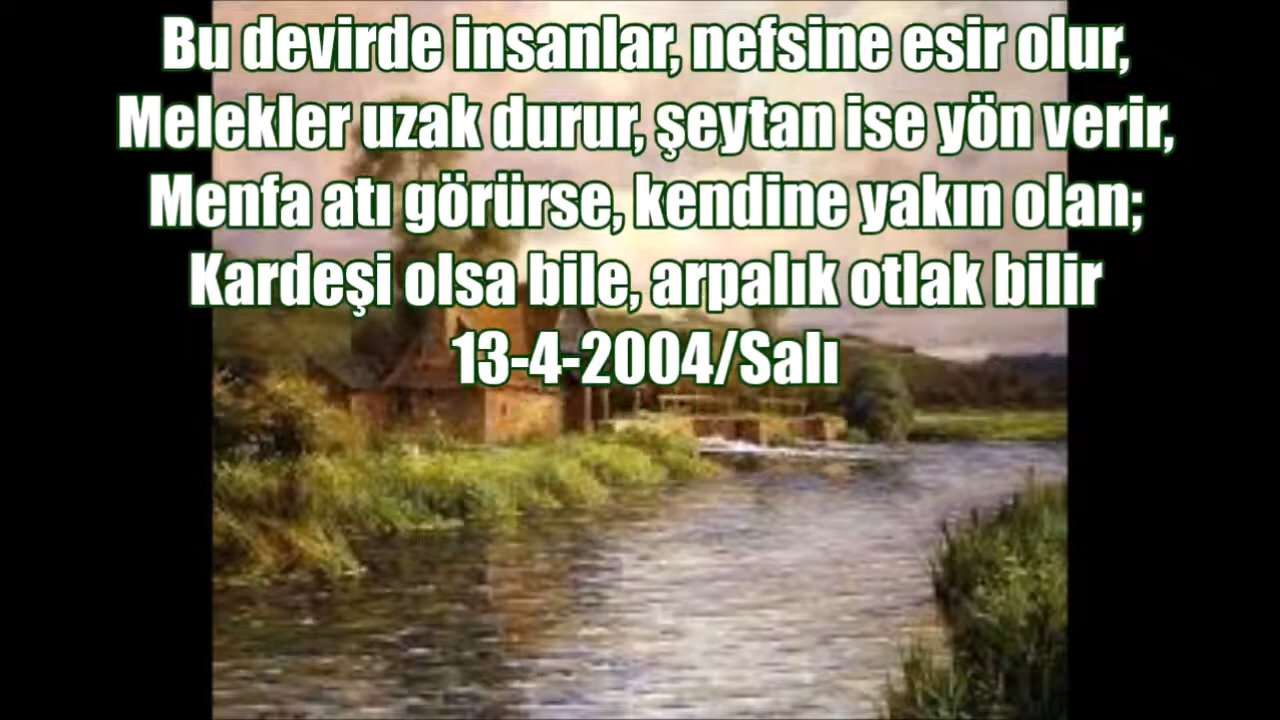 Bu devirde insanlar, nefsine esir olur,
Melekler uzak durur, şeytan ise yön verir,
Menfa atı görürse, kendine yakın olan;
Kardeşi olsa bile, arpalık otlak bilir
13-4-2004/Salı